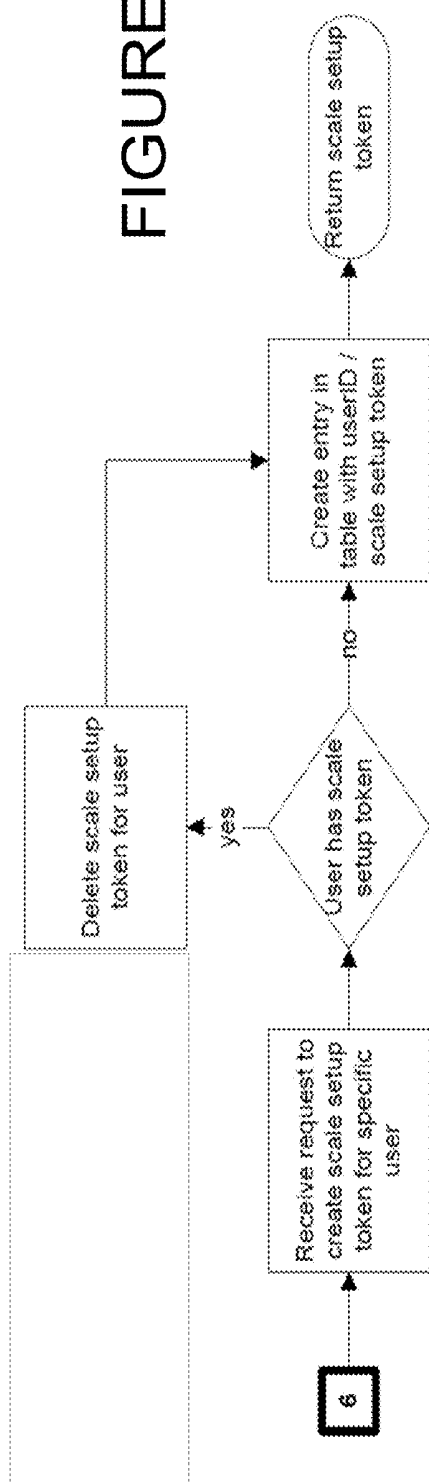 FIGURE
6
Receive request to
create scale setup
token for specific
user
User has scale
setup token
yes
Delete scale setup
token for user
no
Create entry in
table with userID /
scale setup token
Return scale setup
token